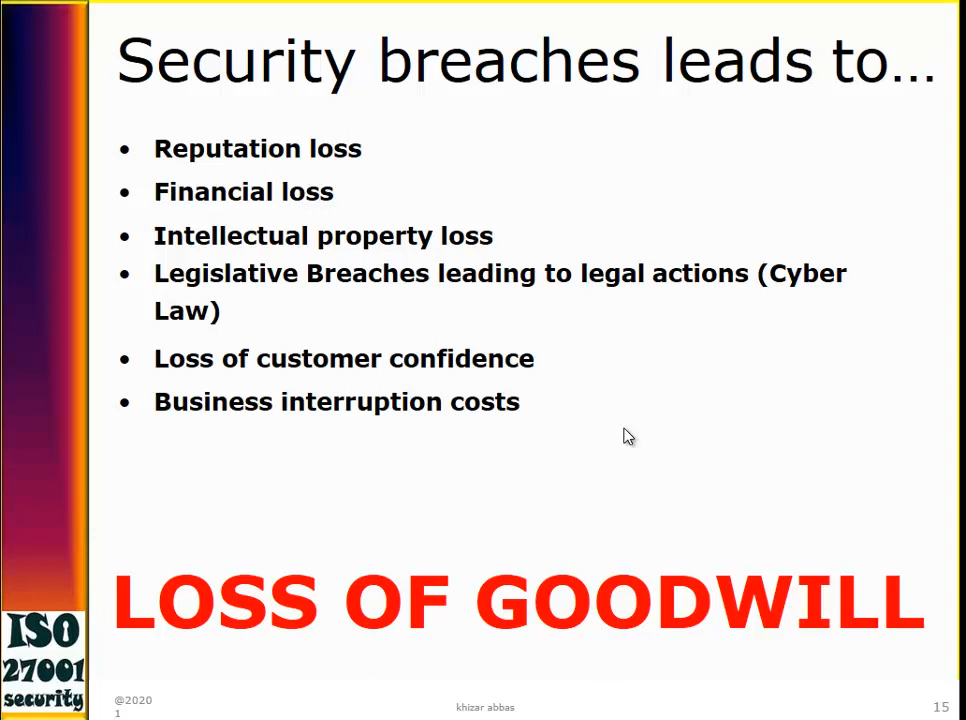 Security breaches leads to...
• Reputation loss
• Financial loss
• Intellectual property loss
• Legislative Breaches leading to legal actions (Cyber
Law)
• Loss of customer confidence
• Business interruption costs
LOSS OF GOODWILL
ISO
27001
security
@2020
1
khizar abbas
15